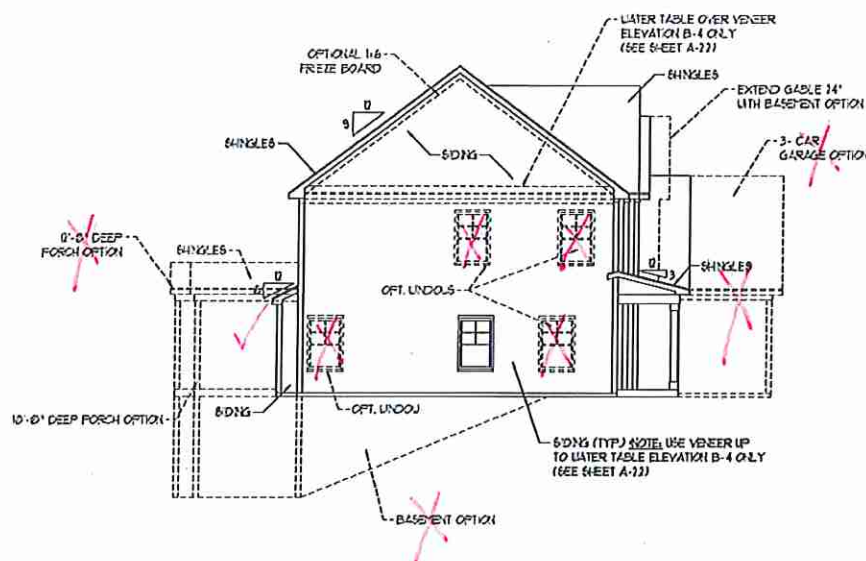 WATER TABLE OVER VENEER
ELEVATION B-4 ONLY
(SEE SHEET A-22)
OPTIONAL 1x6
FREEZE BOARD
SHINGLES
EXTEND GABLE 24"
WITH BASEMENT OPTION
12
9
SHINGLES
SIDING
3- CAR
GARAGE OPTION
12'-0" DEEP
PORCH OPTION
SHINGLES
12
12
3
SHINGLES
OPT. WNDOWS
10'-0" DEEP PORCH OPTION
SIDING
OPT. WNDOW
SIDING (TYP.) NOTE: USE VENEER UP
TO WATER TABLE ELEVATION B-4 ONLY
(SEE SHEET A-22)
BASEMENT OPTION